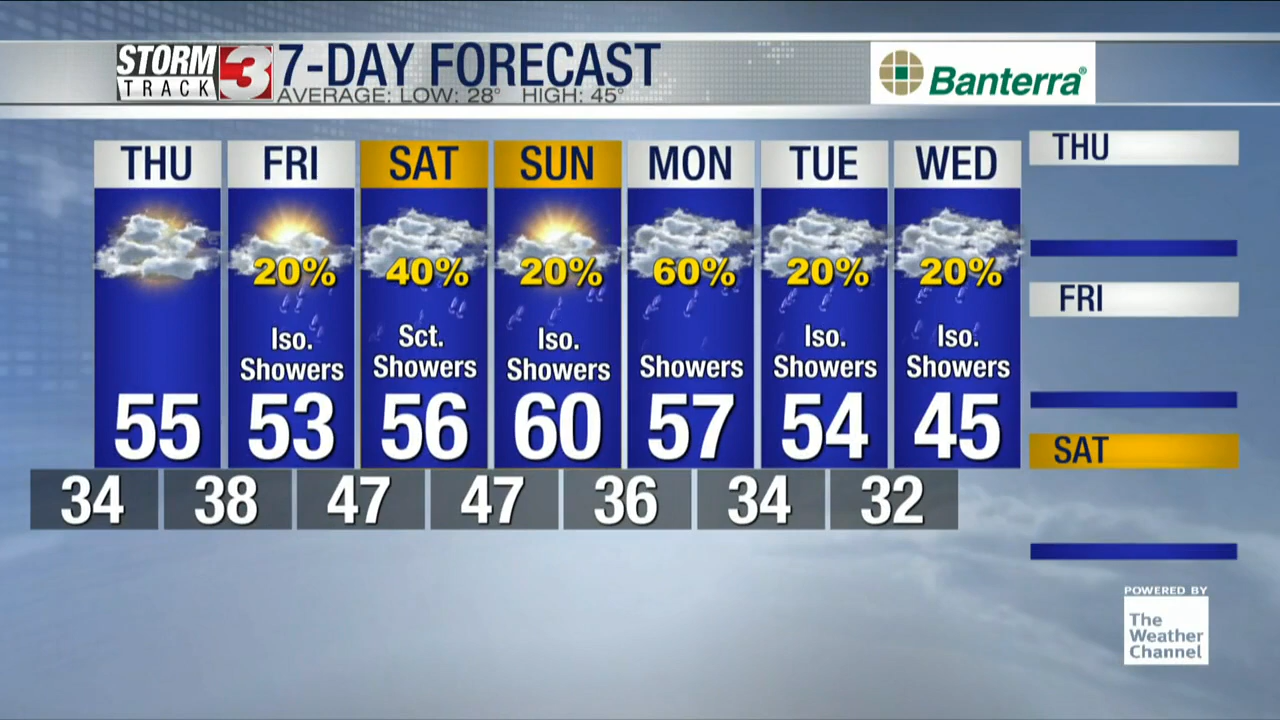 STORM
TRACK 3
7-DAY FORECAST
AVERAGE: LOW: 28° HIGH: 45°
Banterra®
THU FRI SAT SUN MON TUE WED
20% 40% 20% 60% 20% 20%
Iso. Sct. Iso. Iso. Iso.
Showers Showers Showers Showers Showers Showers
55 53 56 60 57 54 45
34 38 47 47 36 34 32
THU
FRI
SAT
POWERED BY
The
Weather
Channel